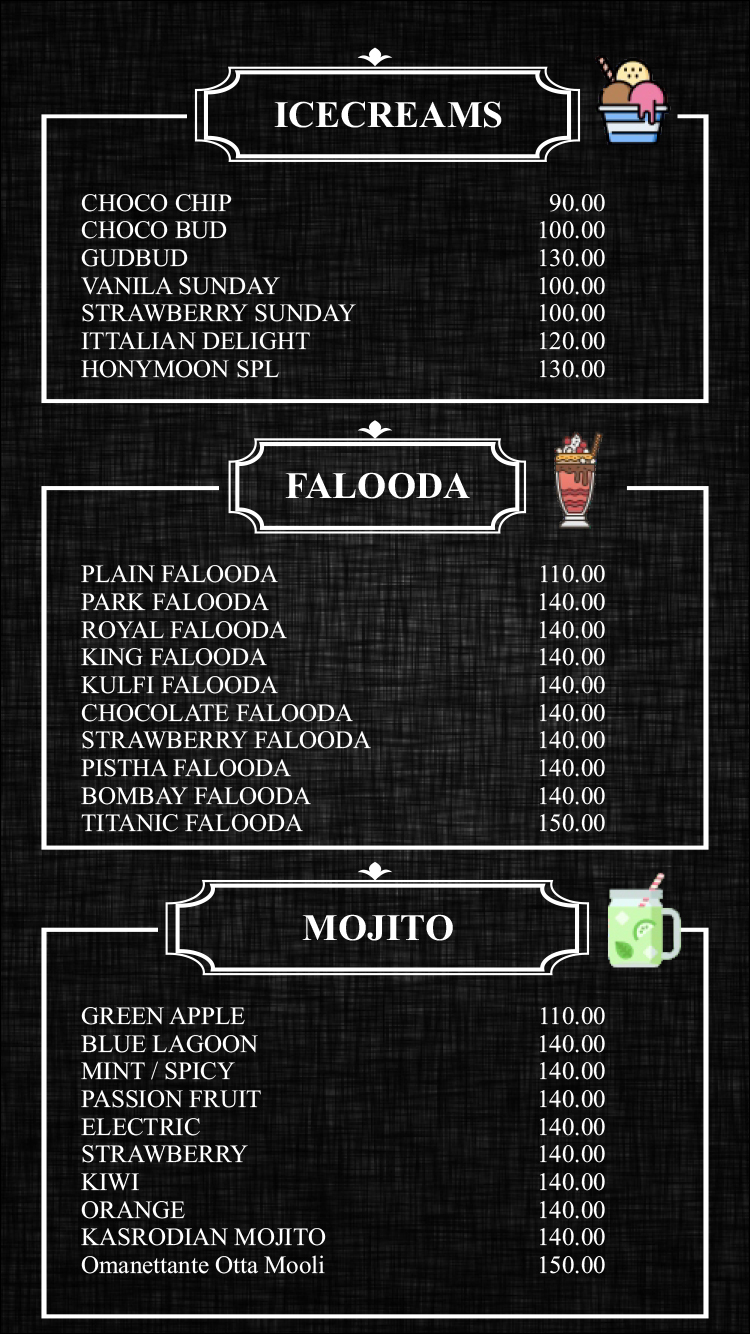 ICECREAMS
CHOCO CHIP 90.00
CHOCO BUD 100.00
GUDBUD 130.00
VANILA SUNDAY 100.00
STRAWBERRY SUNDAY 100.00
ITTALIAN DELIGHT 120.00
HONYMOON SPL 130.00
FALOODA
PLAIN FALOODA 110.00
PARK FALOODA 140.00
ROYAL FALOODA 140.00
KING FALOODA 140.00
KULFI FALOODA 140.00
CHOCOLATE FALOODA 140.00
STRAWBERRY FALOODA 140.00
PISTHA FALOODA 140.00
BOMBAY FALOODA 140.00
TITANIC FALOODA 150.00
MOJITO
GREEN APPLE 110.00
BLUE LAGOON 140.00
MINT / SPICY 140.00
PASSION FRUIT 140.00
ELECTRIC 140.00
STRAWBERRY 140.00
KIWI 140.00
ORANGE 140.00
KASRODIAN MOJITO 140.00
Omanettante Otta Mooli 150.00